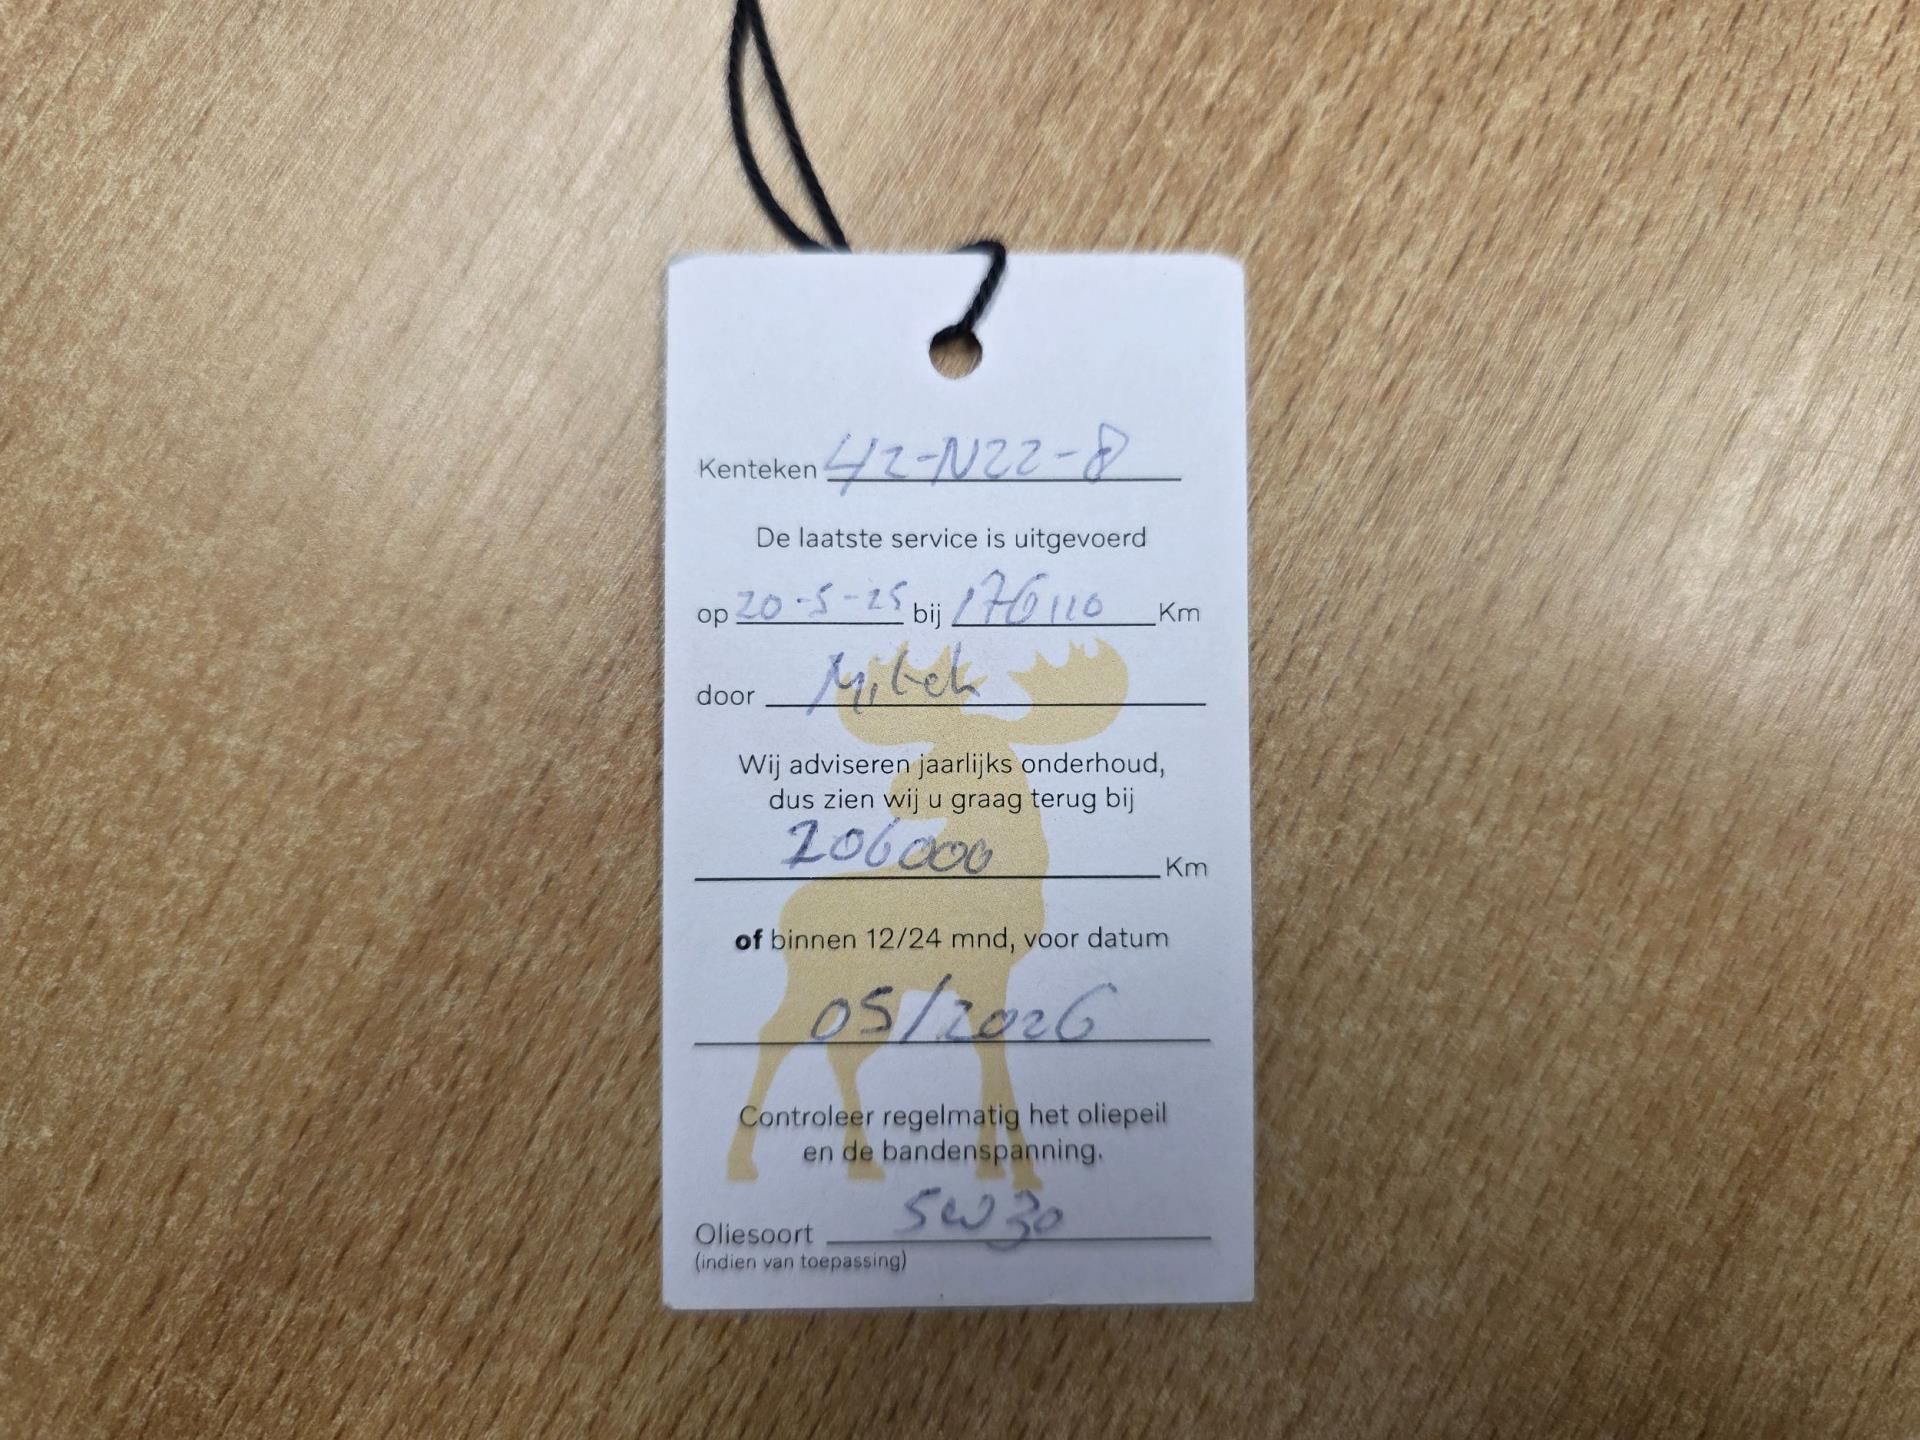 Kenteken 42-N22-8
De laatste service is uitgevoerd
op 20-5-25 bij 176110 Km
door
Wij adviseren jaarlijks onderhoud,
dus zien wij u graag terug bij
206000 Km
of binnen 12/24 mnd, voor datum
05/2026
Controleer regelmatig het oliepeil
en de bandenspanning.
Oliesoort 5w30
(indien van toepassing)